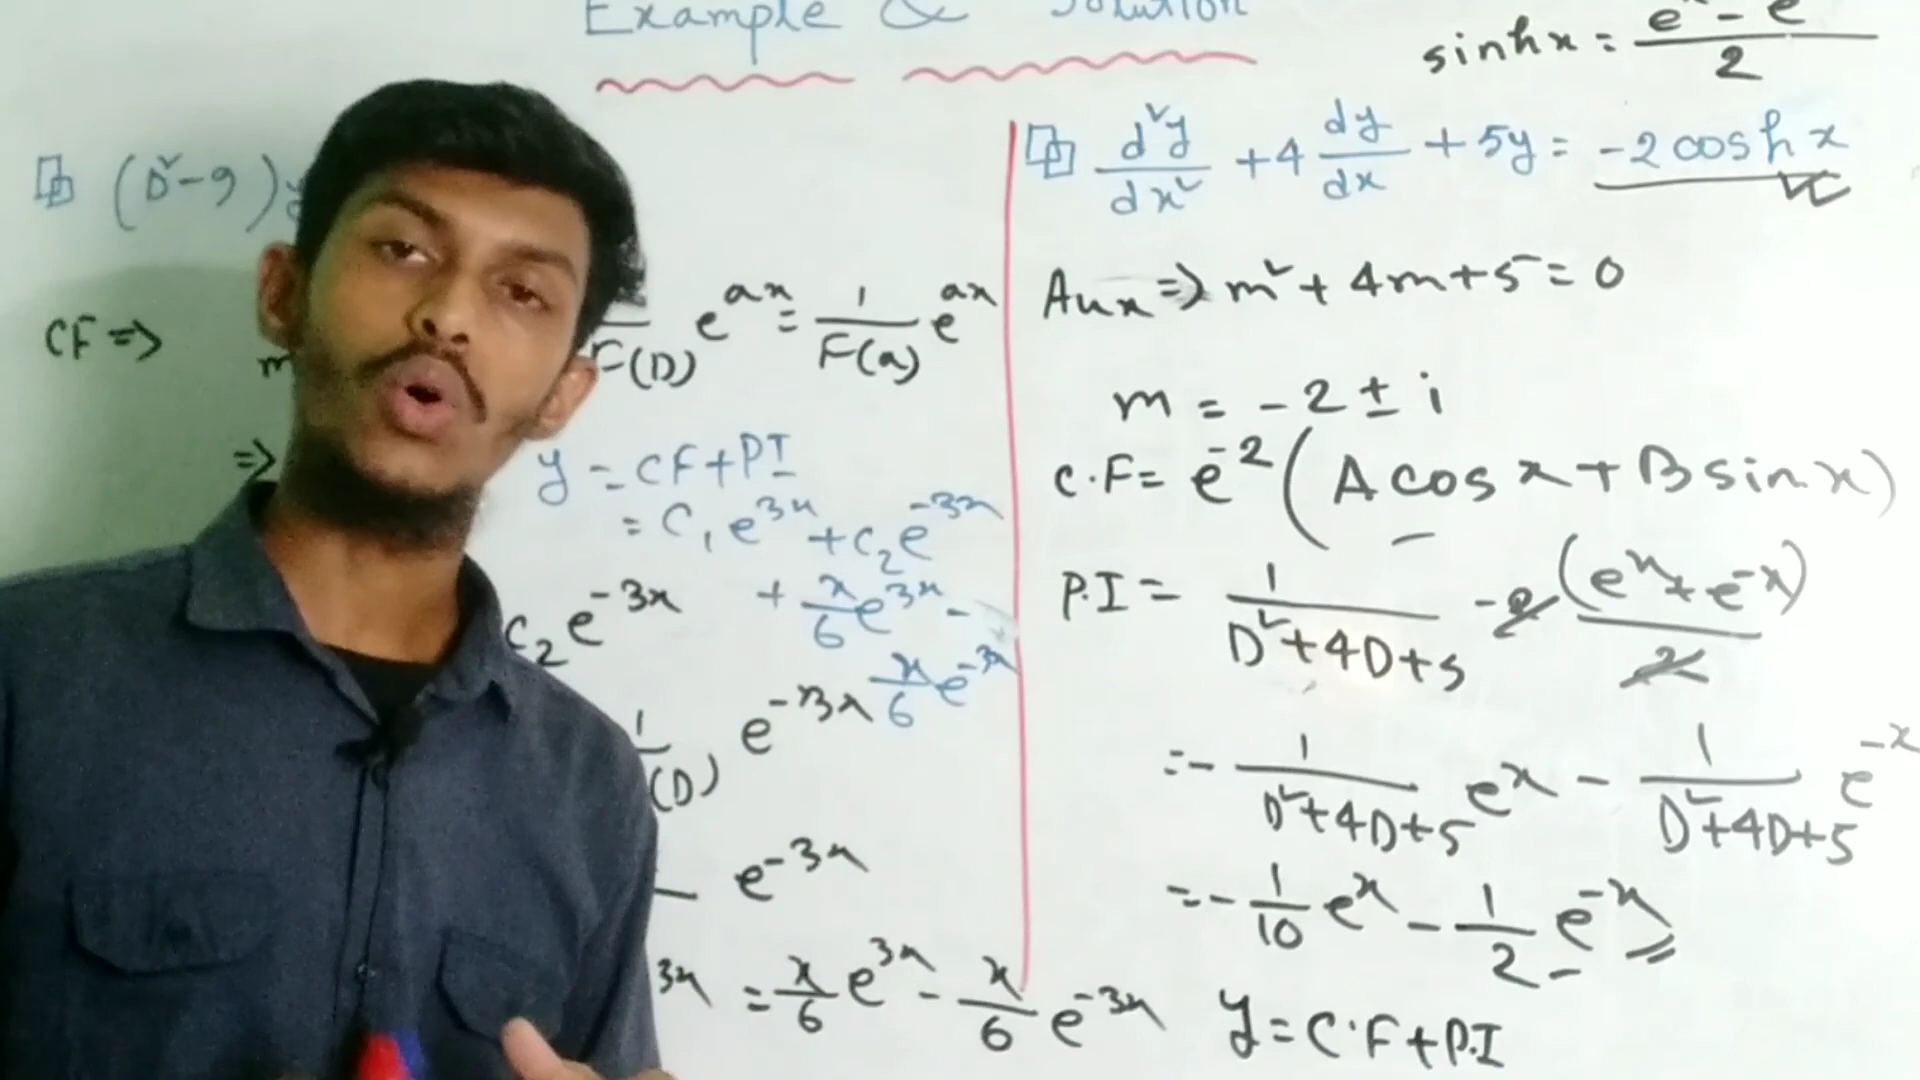 Example & Solution
(D²-9)y
CF ⇒
m
⇒
1/F(D) e^{ax} = 1/F(a) e^{ax}
y = CF+PI
= C₁e^{3x} + C₂e^{-3x}
+ x/6 e^{3x} -
x/6 e^{-3x}
C₂e^{-3x}
1/(D) e^{-3x}
e^{-3x}
3x = x/6 e^{3x} - x/6 e^{-3x}
sinhx = e^x - e / 2
d²y/dx² + 4 dy/dx + 5y = -2coshx
Aux ⇒ m²+4m+5=0
m = -2 ± i
C.F = e^{-2} (Acosx + Bsinx)
P.I = 1/D²+4D+5 -2 (e^x+e^{-x})/2
= - 1/D²+4D+5 e^x - 1/D²+4D+5 e^{-x}
= - 1/10 e^x - 1/2 e^{-x}
y = C.F+P.I